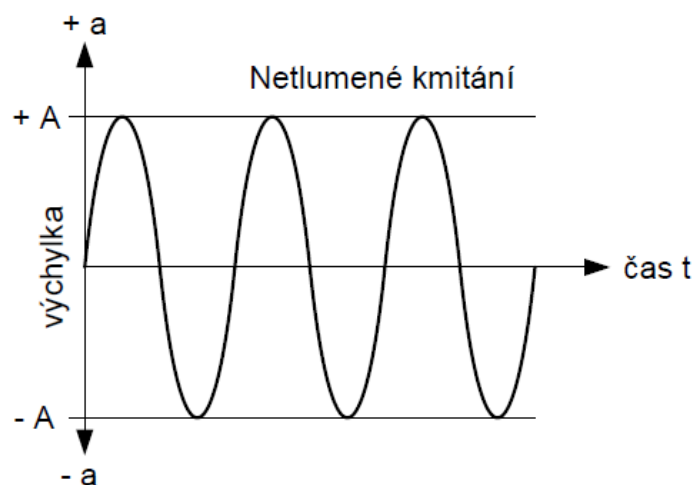 + a
Netlumené kmitání
+ A
výchylka
čas t
- A
- a